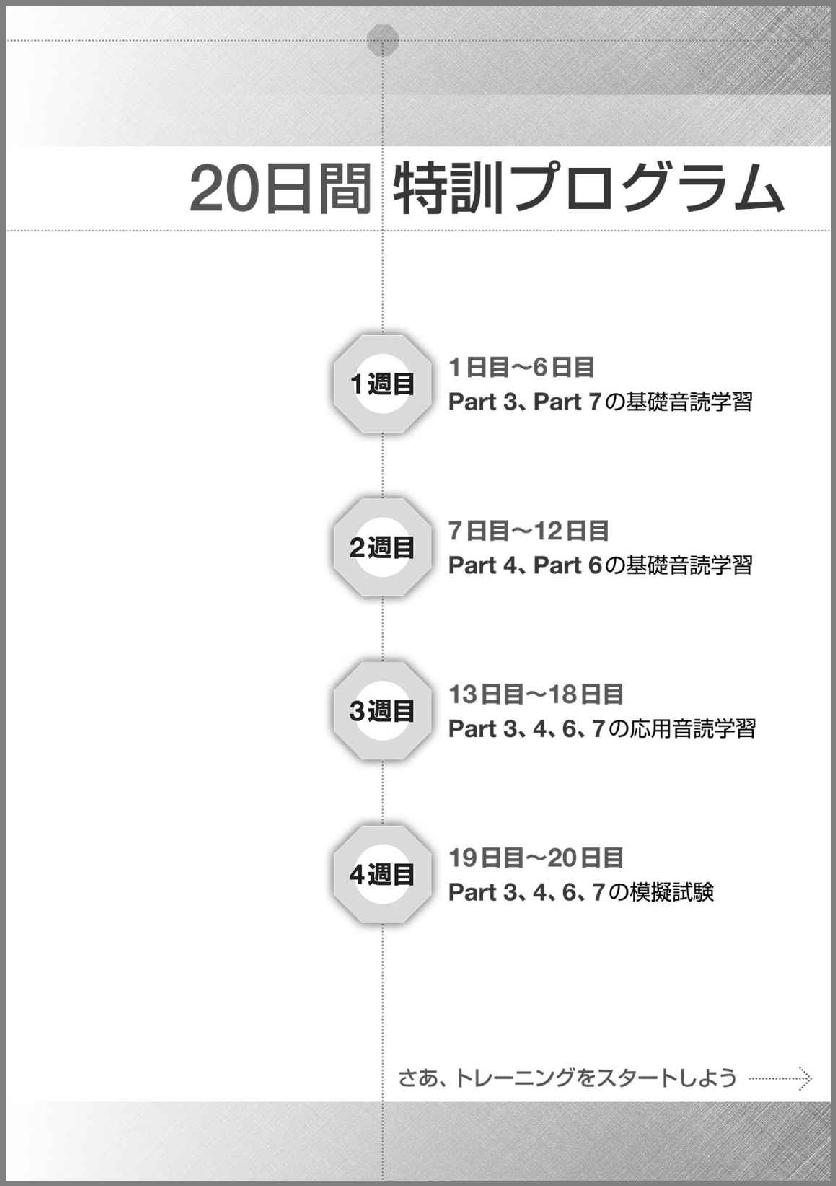 20日間 特訓プログラム
1週目
1日目〜6日目
Part 3、Part 7の基礎音読学習
2週目
7日目〜12日目
Part 4、Part 6の基礎音読学習
3週目
13日目〜18日目
Part 3、4、6、7の応用音読学習
4週目
19日目〜20日目
Part 3、4、6、7の模擬試験
さあ、トレーニングをスタートしよう